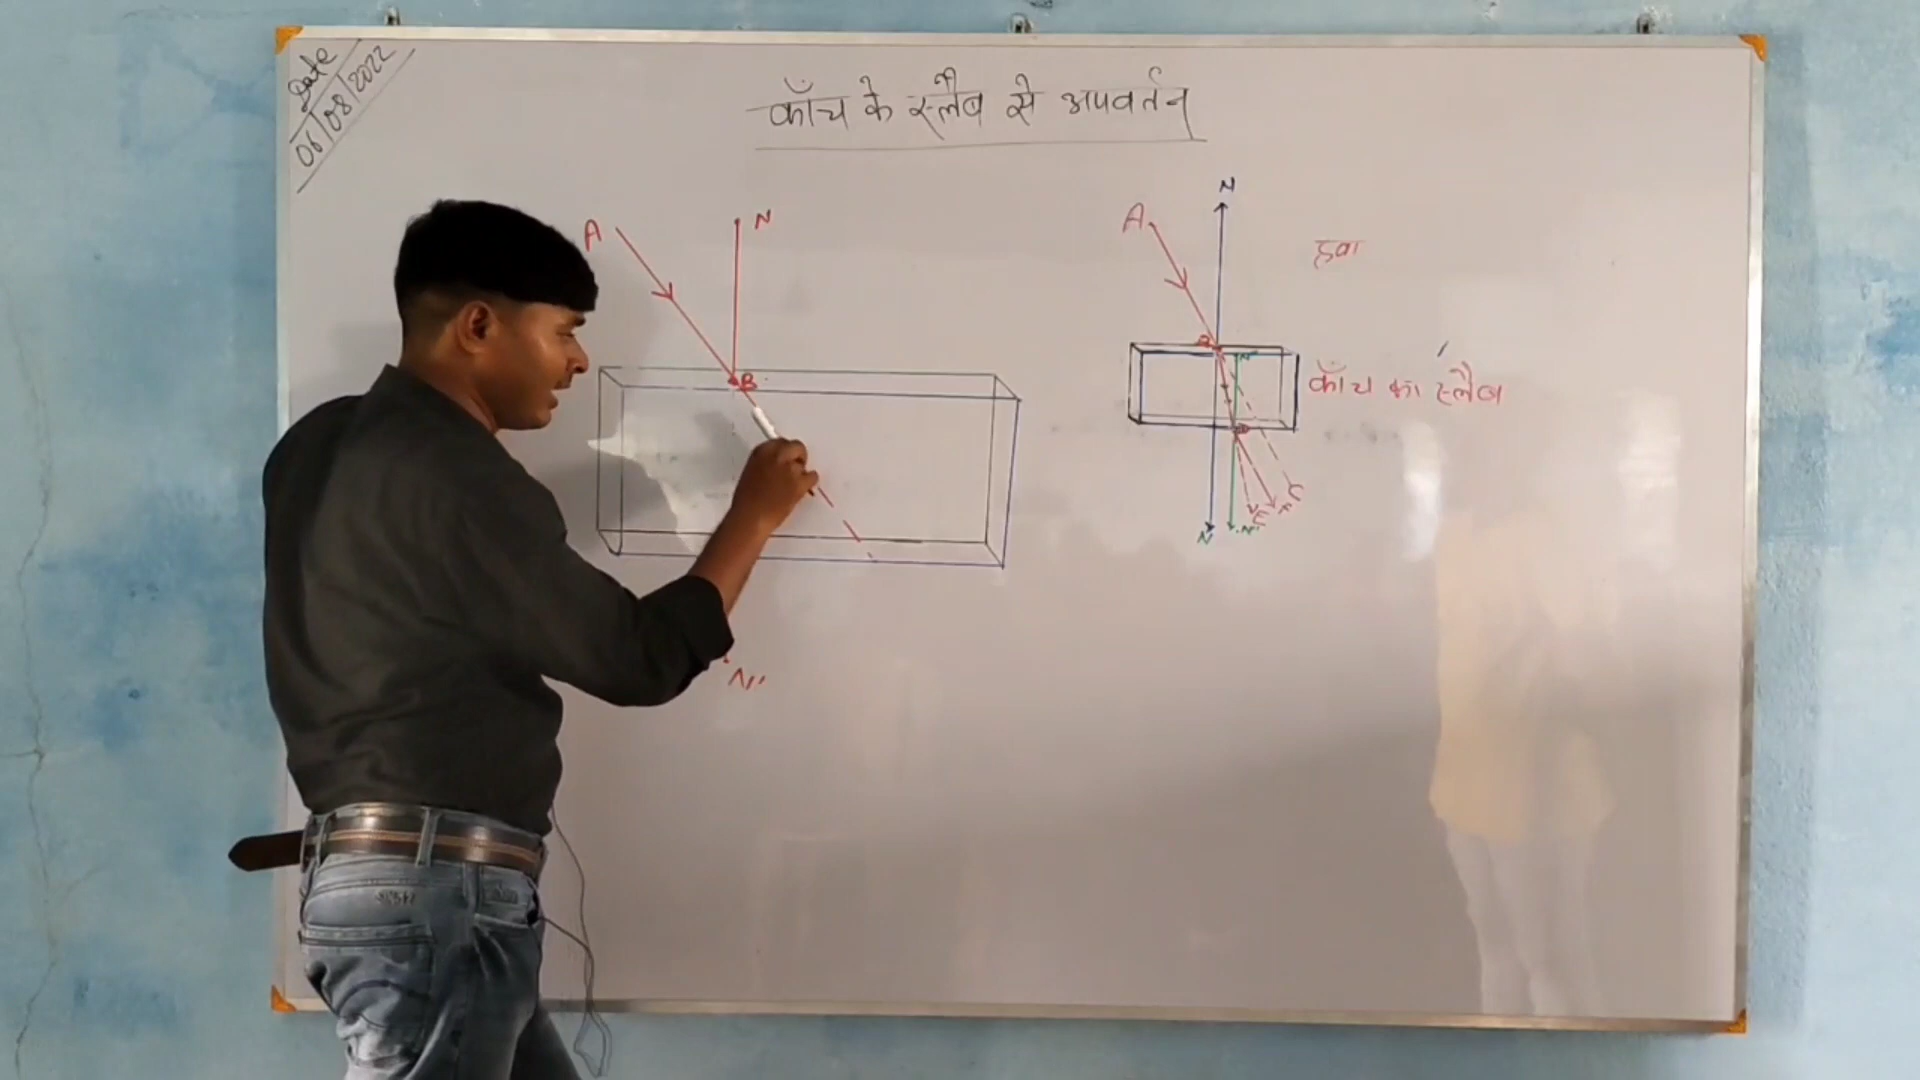 Date
06/08/2022
काँच के स्लैब से अपवर्तन
A
N
B
N''
N
A
हवा
काँच का स्लैब
N
N''